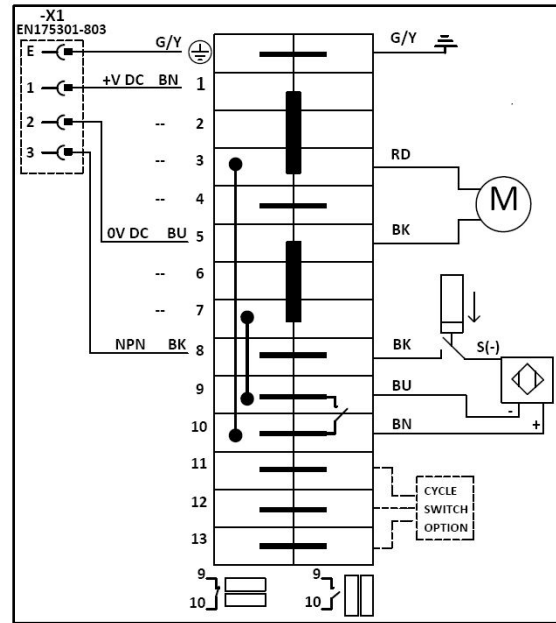 -X1
EN175301-803
E G/Y G/Y
1 +V DC BN 1
2 -- 2
3 -- 3 RD
M
-- 4
0V DC BU 5 BK
-- 6
-- 7
NPN BK 8 BK S(-)
9 BU -
10 BN +
11
CYCLE
12 SWITCH
OPTION
13
9 9
10 10